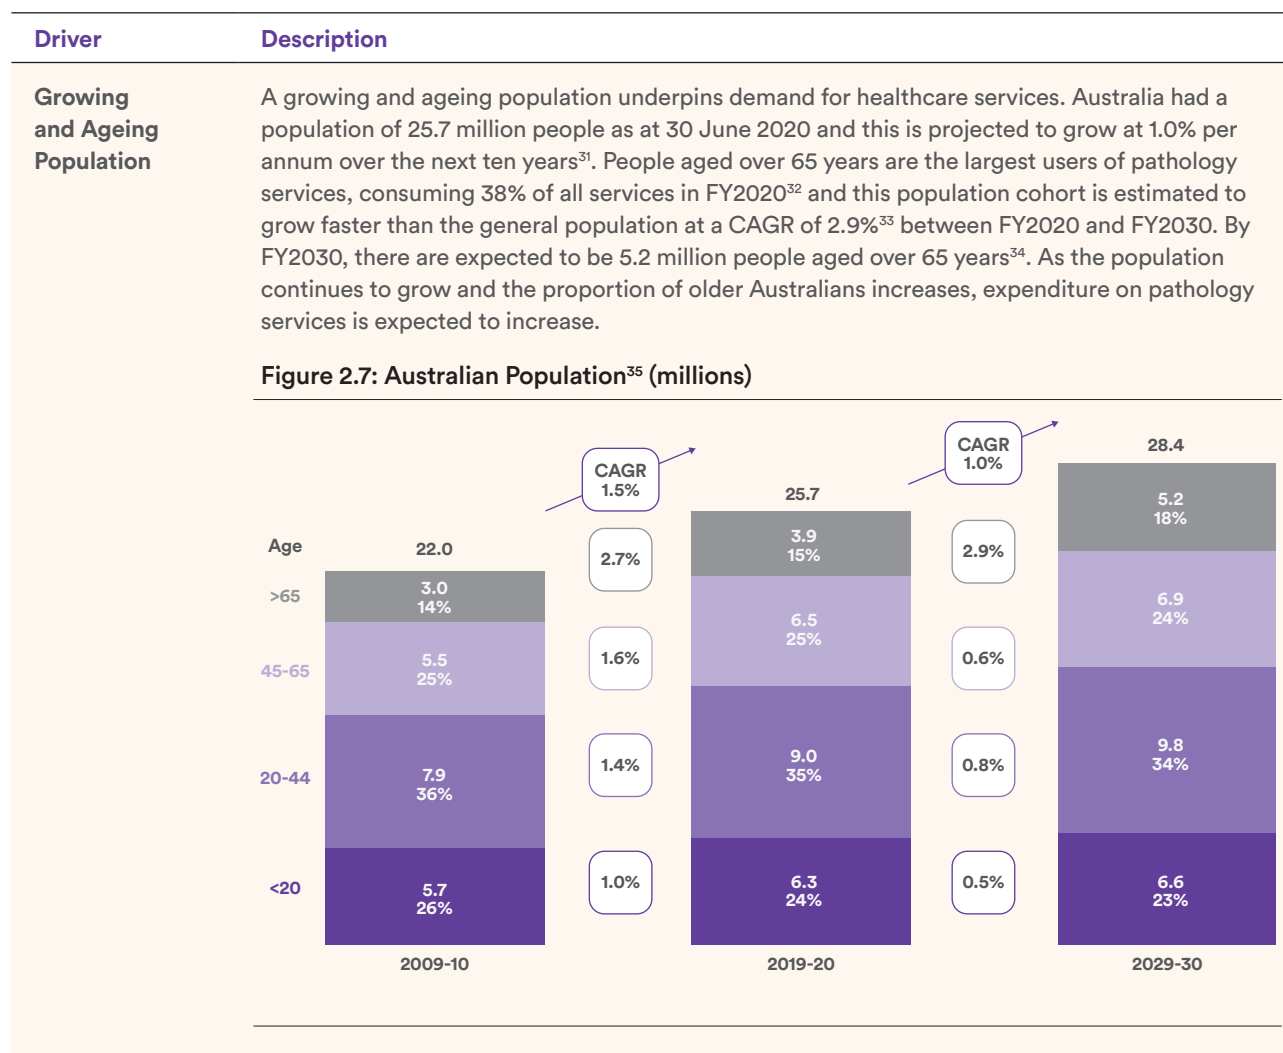 Driver
Description
Growing
and Ageing
Population
A growing and ageing population underpins demand for healthcare services. Australia had a
population of 25.7 million people as at 30 June 2020 and this is projected to grow at 1.0% per
annum over the next ten years³¹. People aged over 65 years are the largest users of pathology
services, consuming 38% of all services in FY2020³² and this population cohort is estimated to
grow faster than the general population at a CAGR of 2.9%³³ between FY2020 and FY2030. By
FY2030, there are expected to be 5.2 million people aged over 65 years³⁴. As the population
continues to grow and the proportion of older Australians increases, expenditure on pathology
services is expected to increase.
Figure 2.7: Australian Population³⁵ (millions)
Age
>65
45-65
20-44
<20
22.0
3.0
14%
5.5
25%
7.9
36%
5.7
26%
2009-10
CAGR
1.5%
2.7%
1.6%
1.4%
1.0%
25.7
3.9
15%
6.5
25%
9.0
35%
6.3
24%
2019-20
CAGR
1.0%
2.9%
0.6%
0.8%
0.5%
28.4
5.2
18%
6.9
24%
9.8
34%
6.6
23%
2029-30